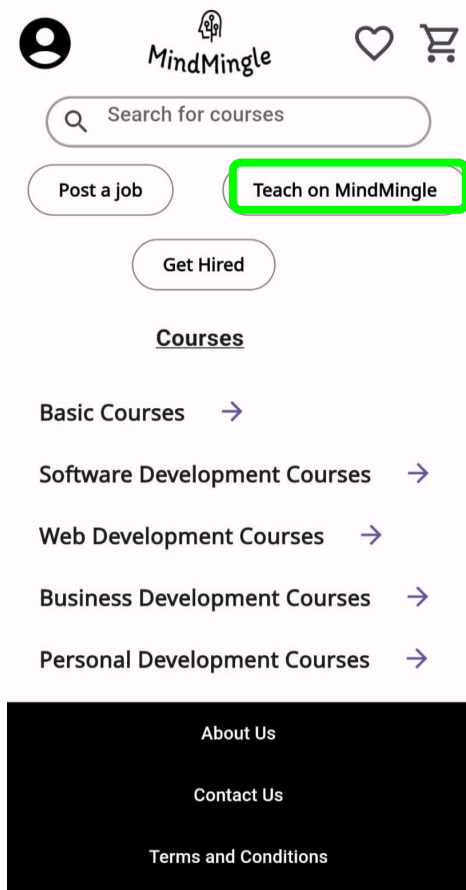 MindMingle
Search for courses
Post a job
Teach on MindMingle
Get Hired
Courses
Basic Courses
Software Development Courses
Web Development Courses
Business Development Courses
Personal Development Courses
About Us
Contact Us
Terms and Conditions